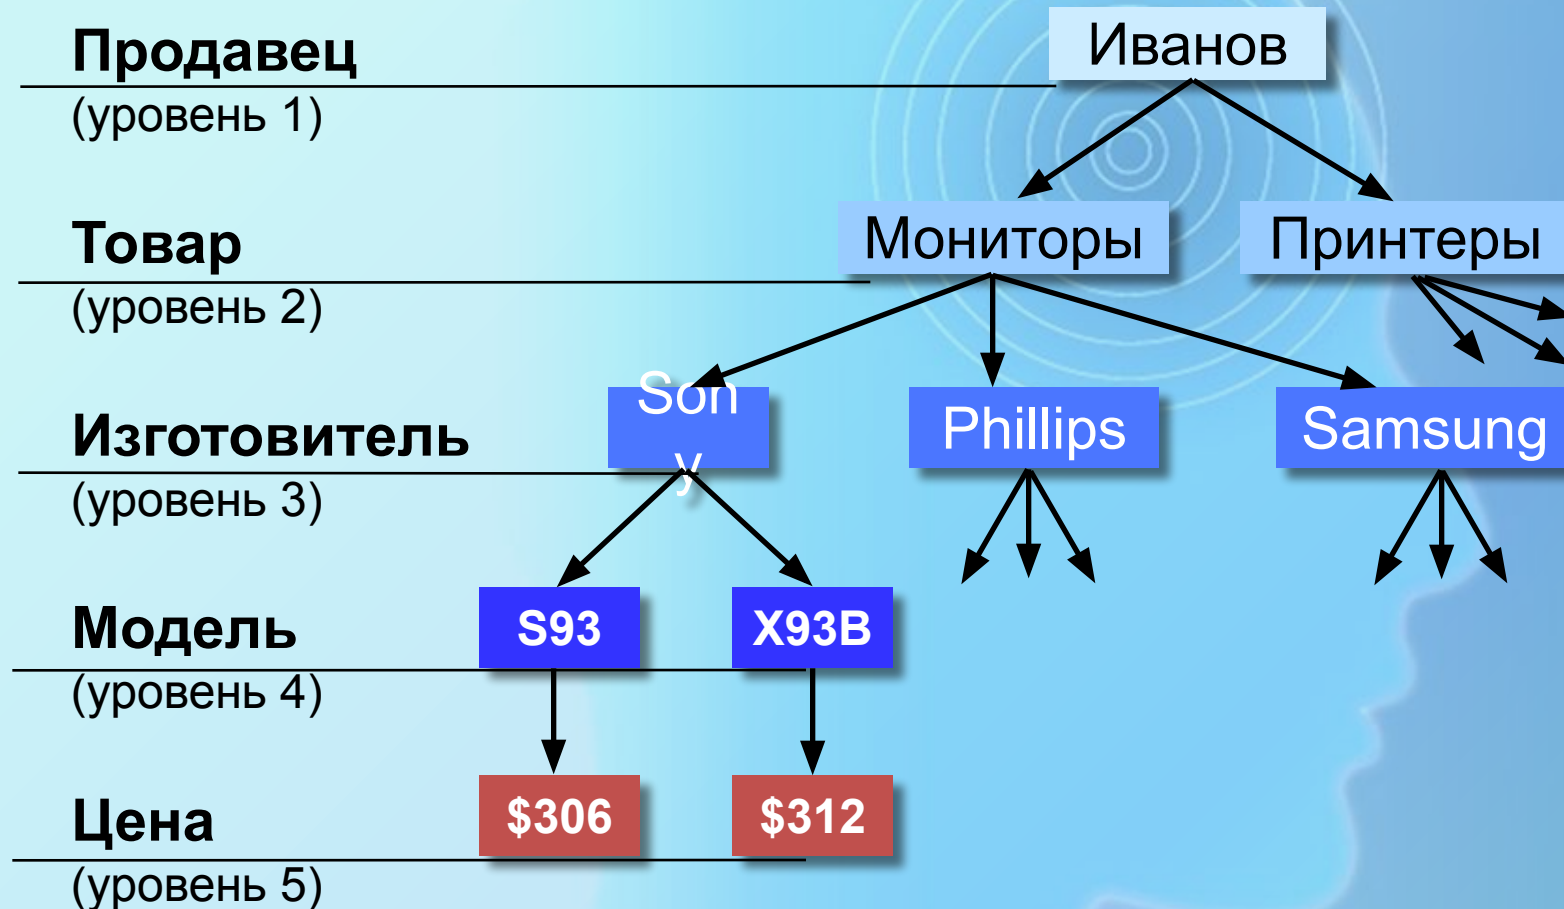 Продавец
(уровень 1)
Иванов
Товар
(уровень 2)
Мониторы
Принтеры
Изготовитель
(уровень 3)
Son
y
Phillips
Samsung
Модель
(уровень 4)
S93
X93B
Цена
(уровень 5)
$306
$312